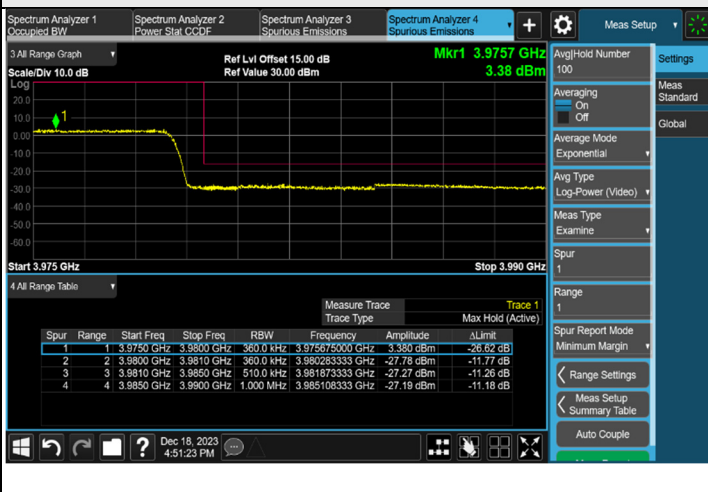 Spectrum Analyzer 1
Occupied BW
Spectrum Analyzer 2
Power Stat CCDF
Spectrum Analyzer 3
Spurious Emissions
Spectrum Analyzer 4
Spurious Emissions
Meas Setup
3 All Range Graph
Scale/Div 10.0 dB
Ref Lvl Offset 15.00 dB
Ref Value 30.00 dBm
Mkr1 3.9757 GHz
3.38 dBm
Log
20.0
10.0
0.00
-10.0
-20.0
-30.0
-40.0
-50.0
-60.0
1
Start 3.975 GHz
Stop 3.990 GHz
4 All Range Table
Measure Trace Trace 1
Trace Type Max Hold (Active)
Spur Range Start Freq Stop Freq RBW Frequency Amplitude ΔLimit
1 1 3.9750 GHz 3.9800 GHz 360.0 kHz 3.975675000 GHz 3.380 dBm -26.62 dB
2 2 3.9800 GHz 3.9810 GHz 360.0 kHz 3.980283333 GHz -27.78 dBm -11.77 dB
3 3 3.9810 GHz 3.9850 GHz 510.0 kHz 3.981873333 GHz -27.27 dBm -11.26 dB
4 4 3.9850 GHz 3.9900 GHz 1.000 MHz 3.985108333 GHz -27.19 dBm -11.18 dB
Dec 18, 2023
4:51:23 PM
Avg|Hold Number
100
Averaging
On
Off
Average Mode
Exponential
Avg Type
Log-Power (Video)
Meas Type
Examine
Spur
1
Range
1
Spur Report Mode
Minimum Margin
Range Settings
Meas Setup
Summary Table
Auto Couple
Settings
Meas
Standard
Global